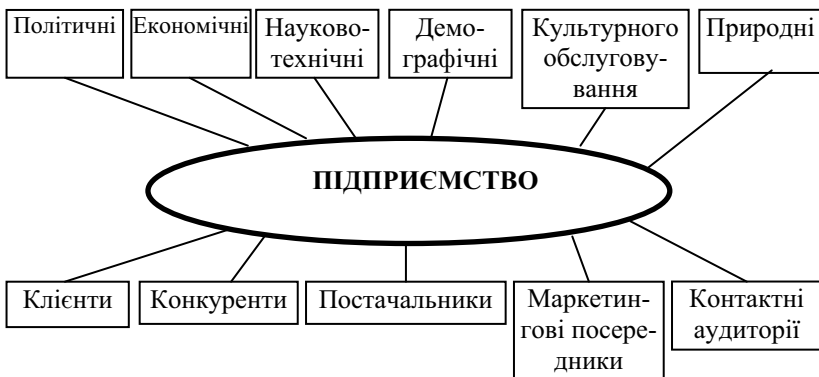 Політичні
Економічні
Науково-
технічні
Демо-
графічні
Культурного
обслугову-
вання
Природні
ПІДПРИЄМСТВО
Клієнти
Конкуренти
Постачальники
Маркетин-
гові посере-
дники
Контактні
аудиторії